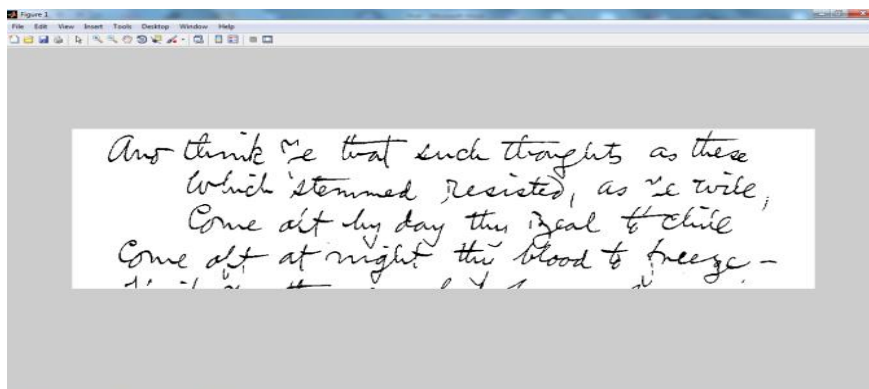 Figure 1
File Edit View Insert Tools Desktop Window Help
And think ye that such thoughts as these
which stemmed, resisted, as ye will,
Come oft by day thy zeal to chill
Come oft at night thy blood to freeze -